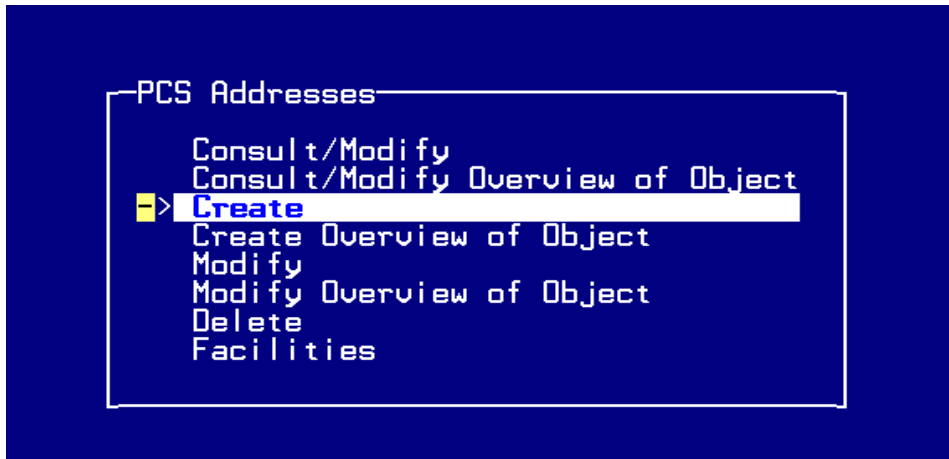 PCS Addresses
Consult/Modify
Consult/Modify Overview of Object
-> Create
Create Overview of Object
Modify
Modify Overview of Object
Delete
Facilities